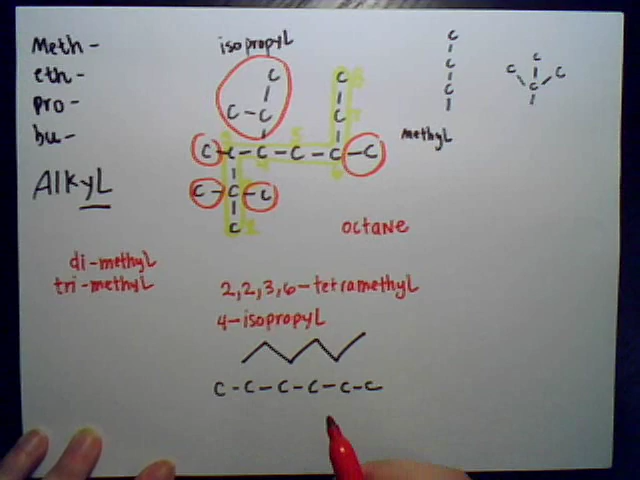 Meth -
eth -
pro -
bu -
AlkyL
di-methyl
tri-methyl
isopropyL
C
C - C
C
C
C
C - C - C - C - C - C
C - C - C
C
octane
2,2,3,6-tetramethyL
4-isopropyL
C - C - C - C - C - C
C
C
C
methyL
C
C C
C